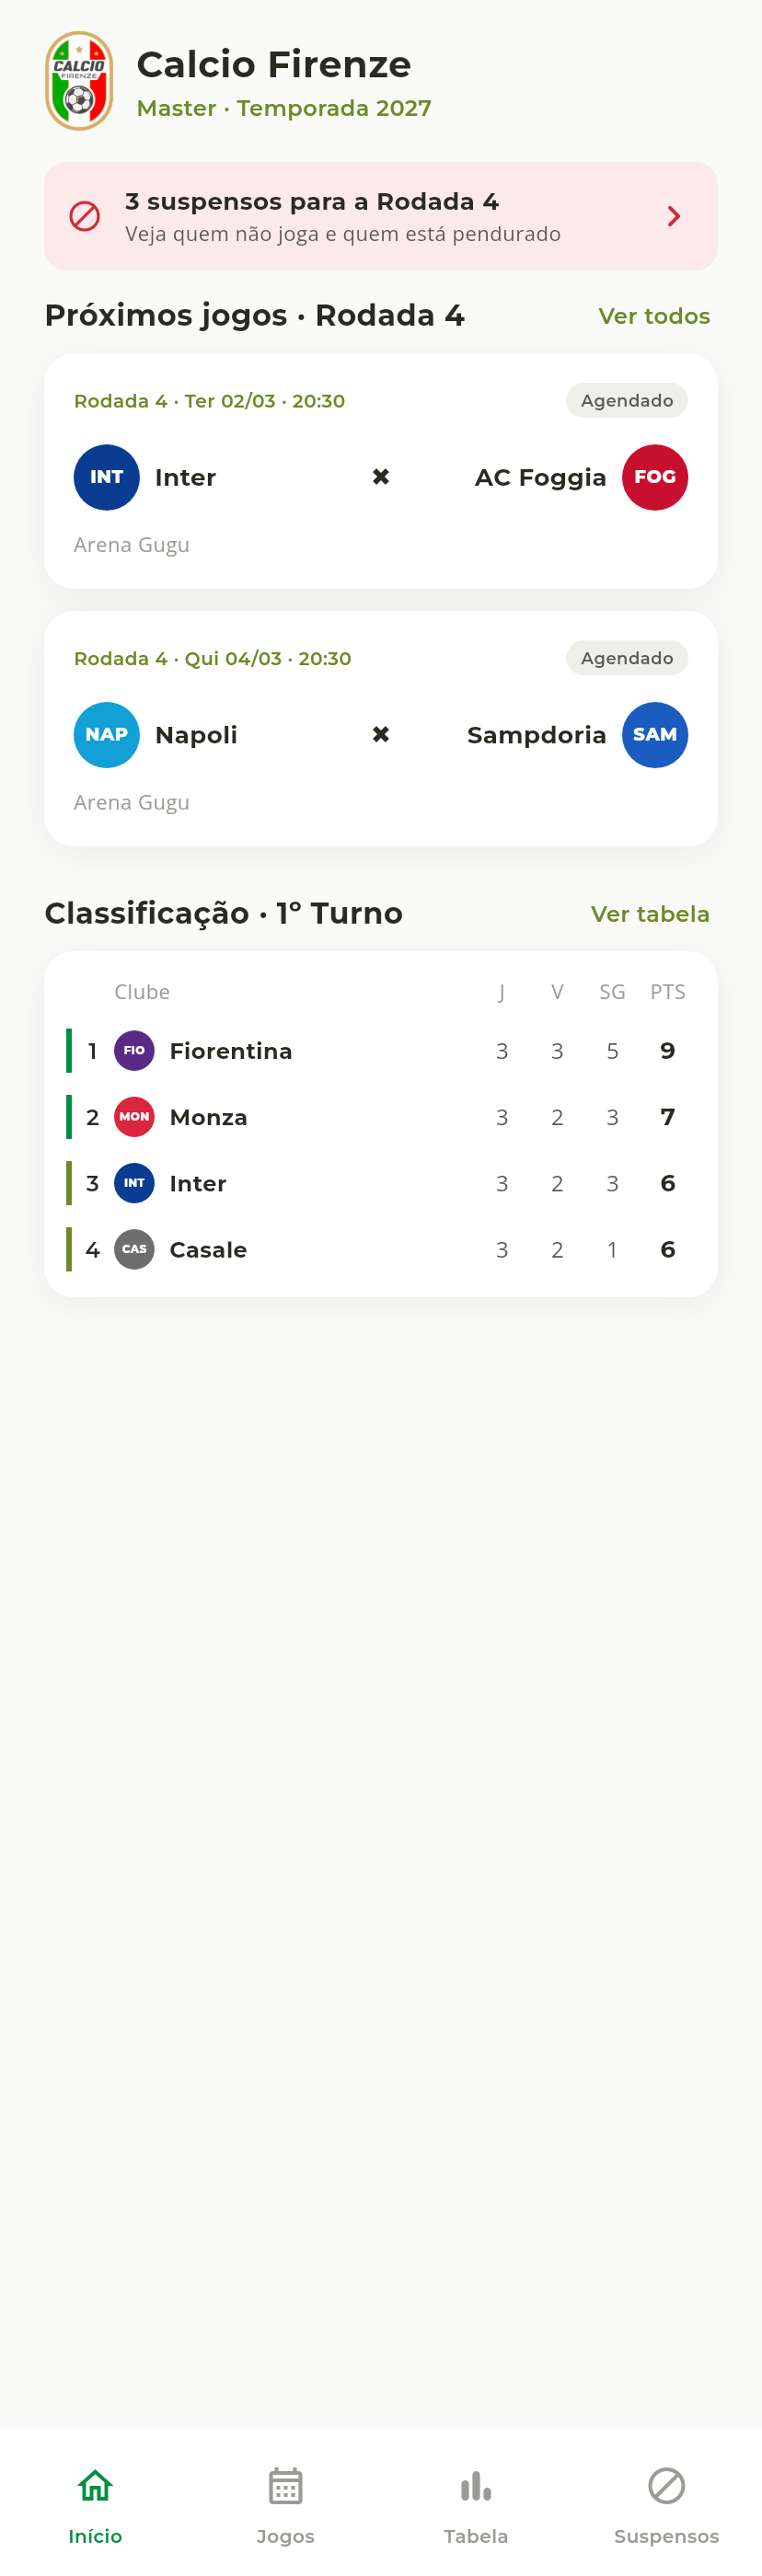 CALCIO
FIRENZE
Calcio Firenze
Master · Temporada 2027
3 suspensos para a Rodada 4
Veja quem não joga e quem está pendurado
Próximos jogos · Rodada 4 Ver todos
Rodada 4 · Ter 02/03 · 20:30 Agendado
INT Inter ✖ AC Foggia FOG
Arena Gugu
Rodada 4 · Qui 04/03 · 20:30 Agendado
NAP Napoli ✖ Sampdoria SAM
Arena Gugu
Classificação · 1º Turno Ver tabela
Clube J V SG PTS
1 FIO Fiorentina 3 3 5 9
2 MON Monza 3 2 3 7
3 INT Inter 3 2 3 6
4 CAS Casale 3 2 1 6
Início Jogos Tabela Suspensos